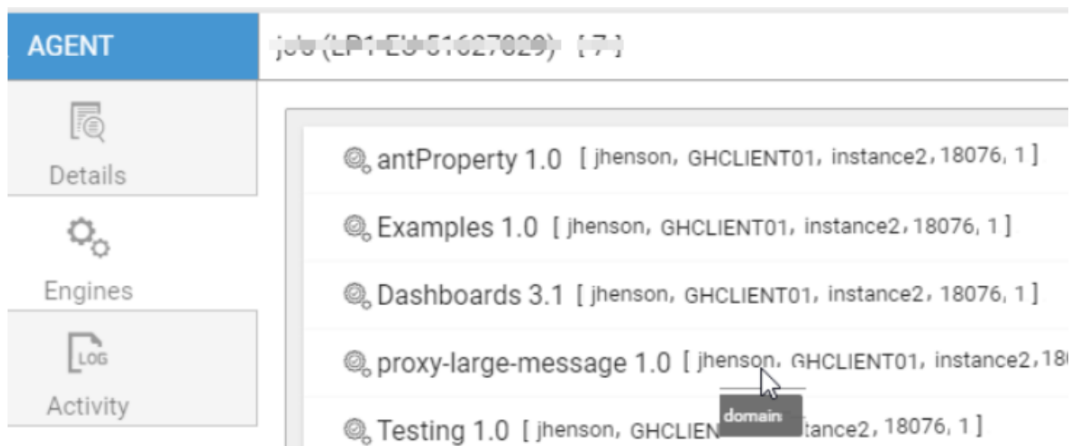 AGENT
Details
Engines
LOG
Activity
antProperty 1.0 [ jhenson, GHCLIENT01, instance2, 18076, 1 ]
Examples 1.0 [ jhenson, GHCLIENT01, instance2, 18076, 1 ]
Dashboards 3.1 [ jhenson, GHCLIENT01, instance2, 18076, 1 ]
proxy-large-message 1.0 [ jhenson, GHCLIENT01, instance2,
domain
Testing 1.0 [ jhenson, 18076, 1 ]